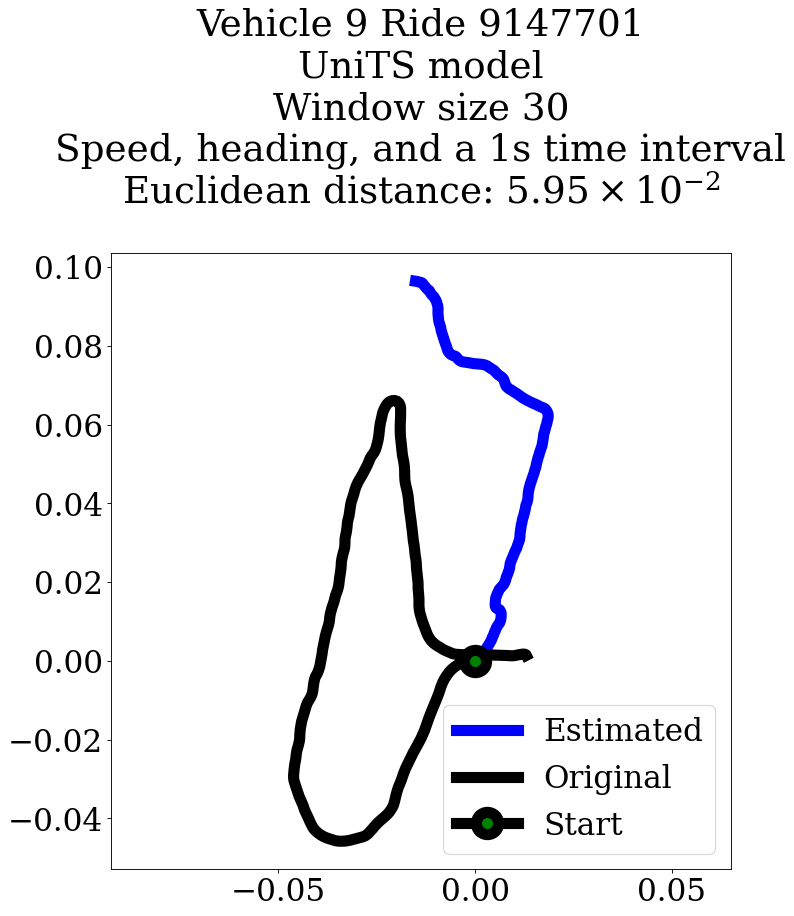 Vehicle 9 Ride 9147701
UniTS model
Window size 30
Speed, heading, and a 1s time interval
Euclidean distance: 5.95 × 10⁻²
0.10
0.08
0.06
0.04
0.02
0.00
−0.02
−0.04
−0.05 0.00 0.05
Estimated
Original
Start